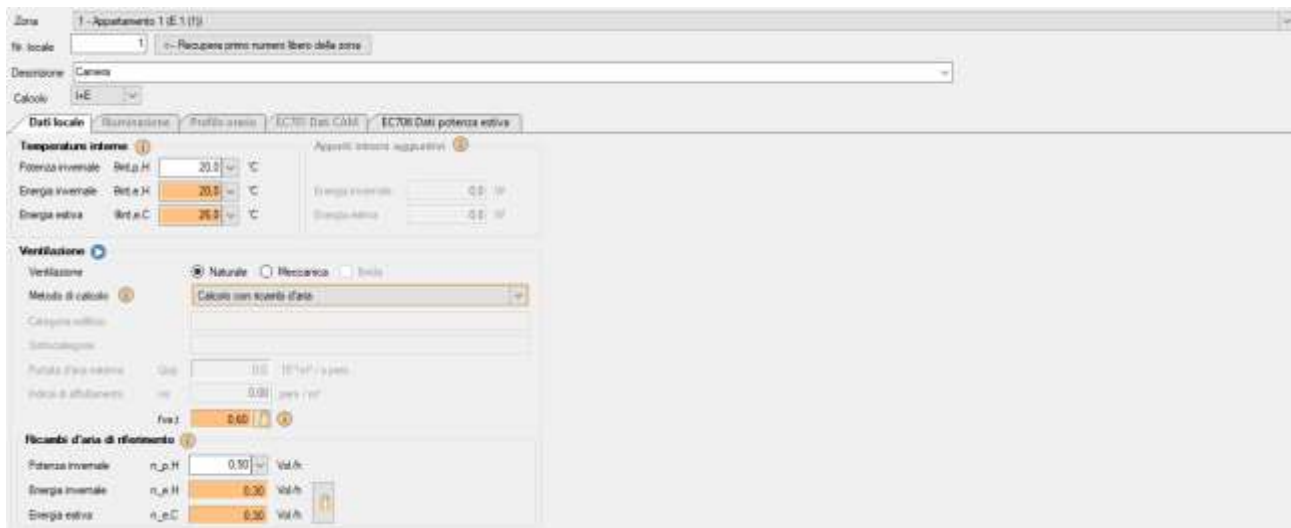 Zona 1 - Appartamento 1 (E.1 (1))
Nr. locale 1 <- Recupera primo numero libero della zona
Descrizione Camera
Calcolo I+E
Dati locale Illuminazione Profilo orario EC701 Dati CAM EC706 Dati potenza estiva
Temperature interne Apporti interni aggiuntivi
Potenza invernale θint,p,H 20,0 °C
Energia invernale θint,e,H 20,0 °C Energia invernale 0,0 W
Energia estiva θint,e,C 26,0 °C Energia estiva 0,0 W
Ventilazione
Ventilazione Naturale Meccanica Ibrida
Metodo di calcolo Calcolo con ricambi d'aria
Categoria edificio
Sottocategoria
Portata d'aria esterna Qop 0,0
Indice di affollamento ns 0,00 pers / m²
fve,t 0,60
Ricambi d'aria di riferimento
Potenza invernale n_p,H 0,50 Vol/h
Energia invernale n_e,H 0,30 Vol/h
Energia estiva n_e,C 0,30 Vol/h